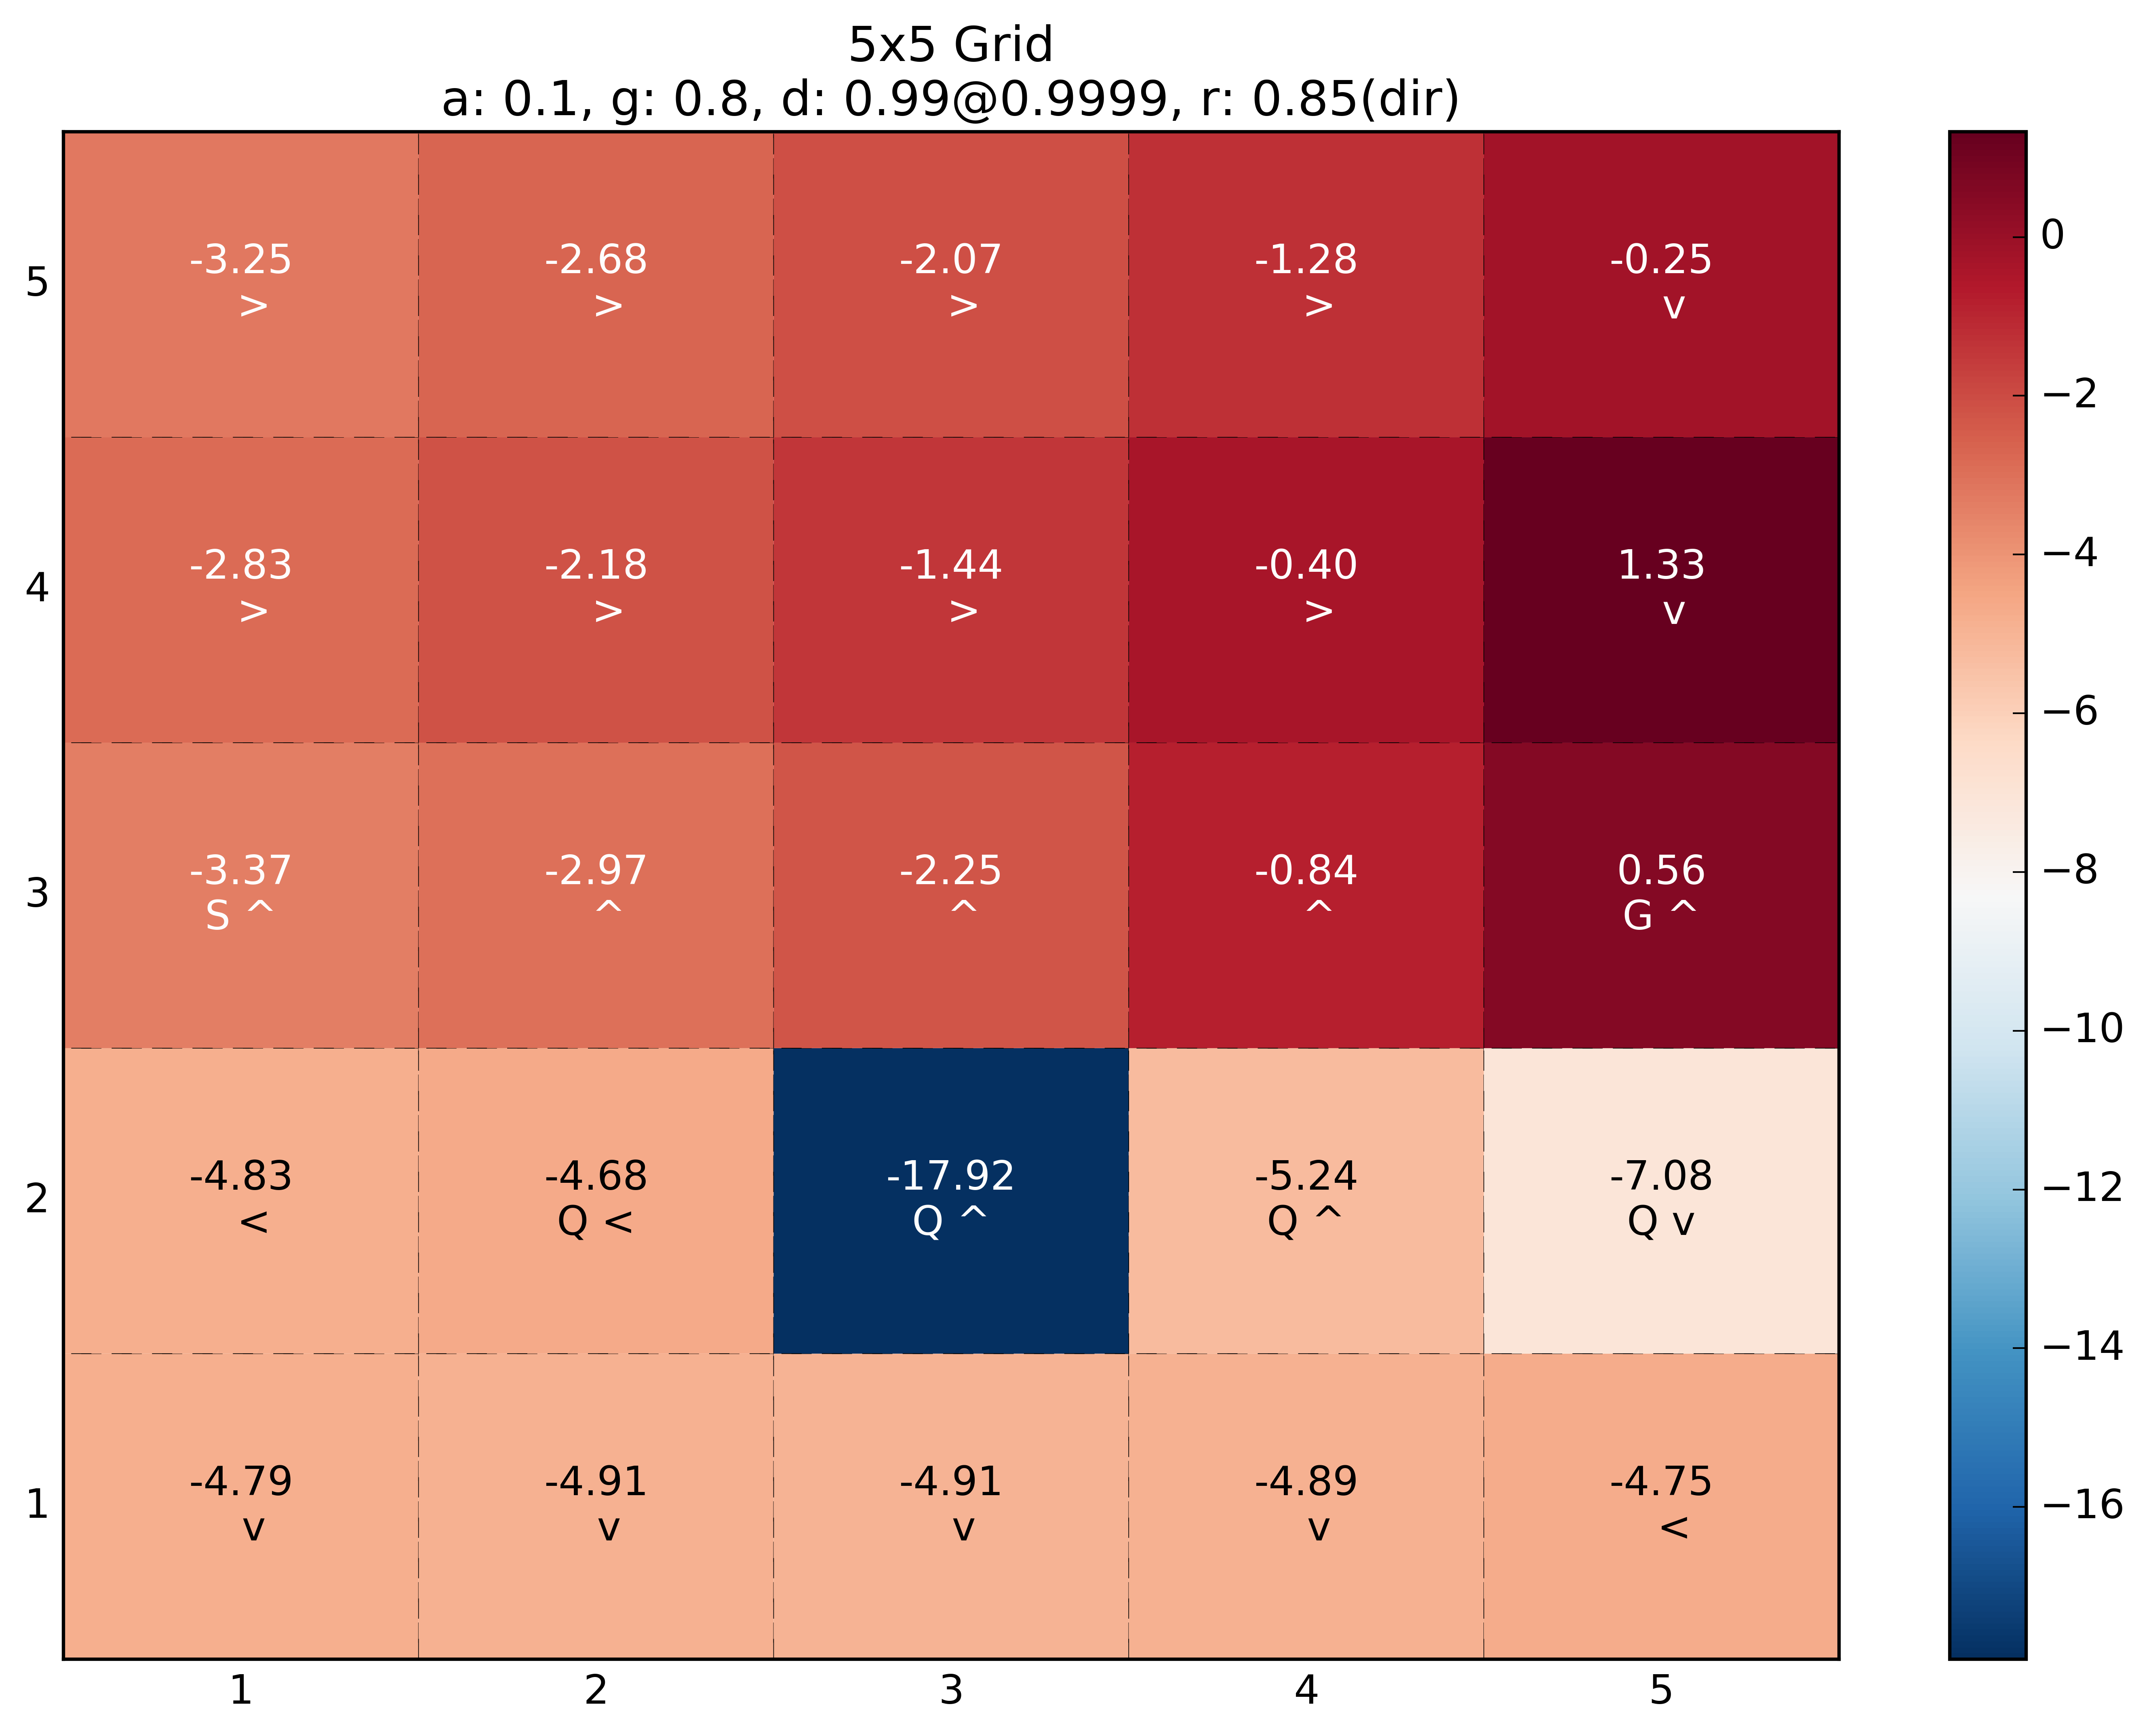 5x5 Grid
a: 0.1, g: 0.8, d: 0.99@0.9999, r: 0.85(dir)
5
-3.25 -2.68 -2.07 -1.28 -0.25
> > > > v
4
-2.83 -2.18 -1.44 -0.40 1.33
> > > > v
3
-3.37 -2.97 -2.25 -0.84 0.56
S ^ ^ ^ ^ G ^
2
-4.83 -4.68 -17.92 -5.24 -7.08
< Q < Q ^ Q ^ Q v
1
-4.79 -4.91 -4.91 -4.89 -4.75
v v v v <
1 2 3 4 5
0
−2
−4
−6
−8
−10
−12
−14
−16